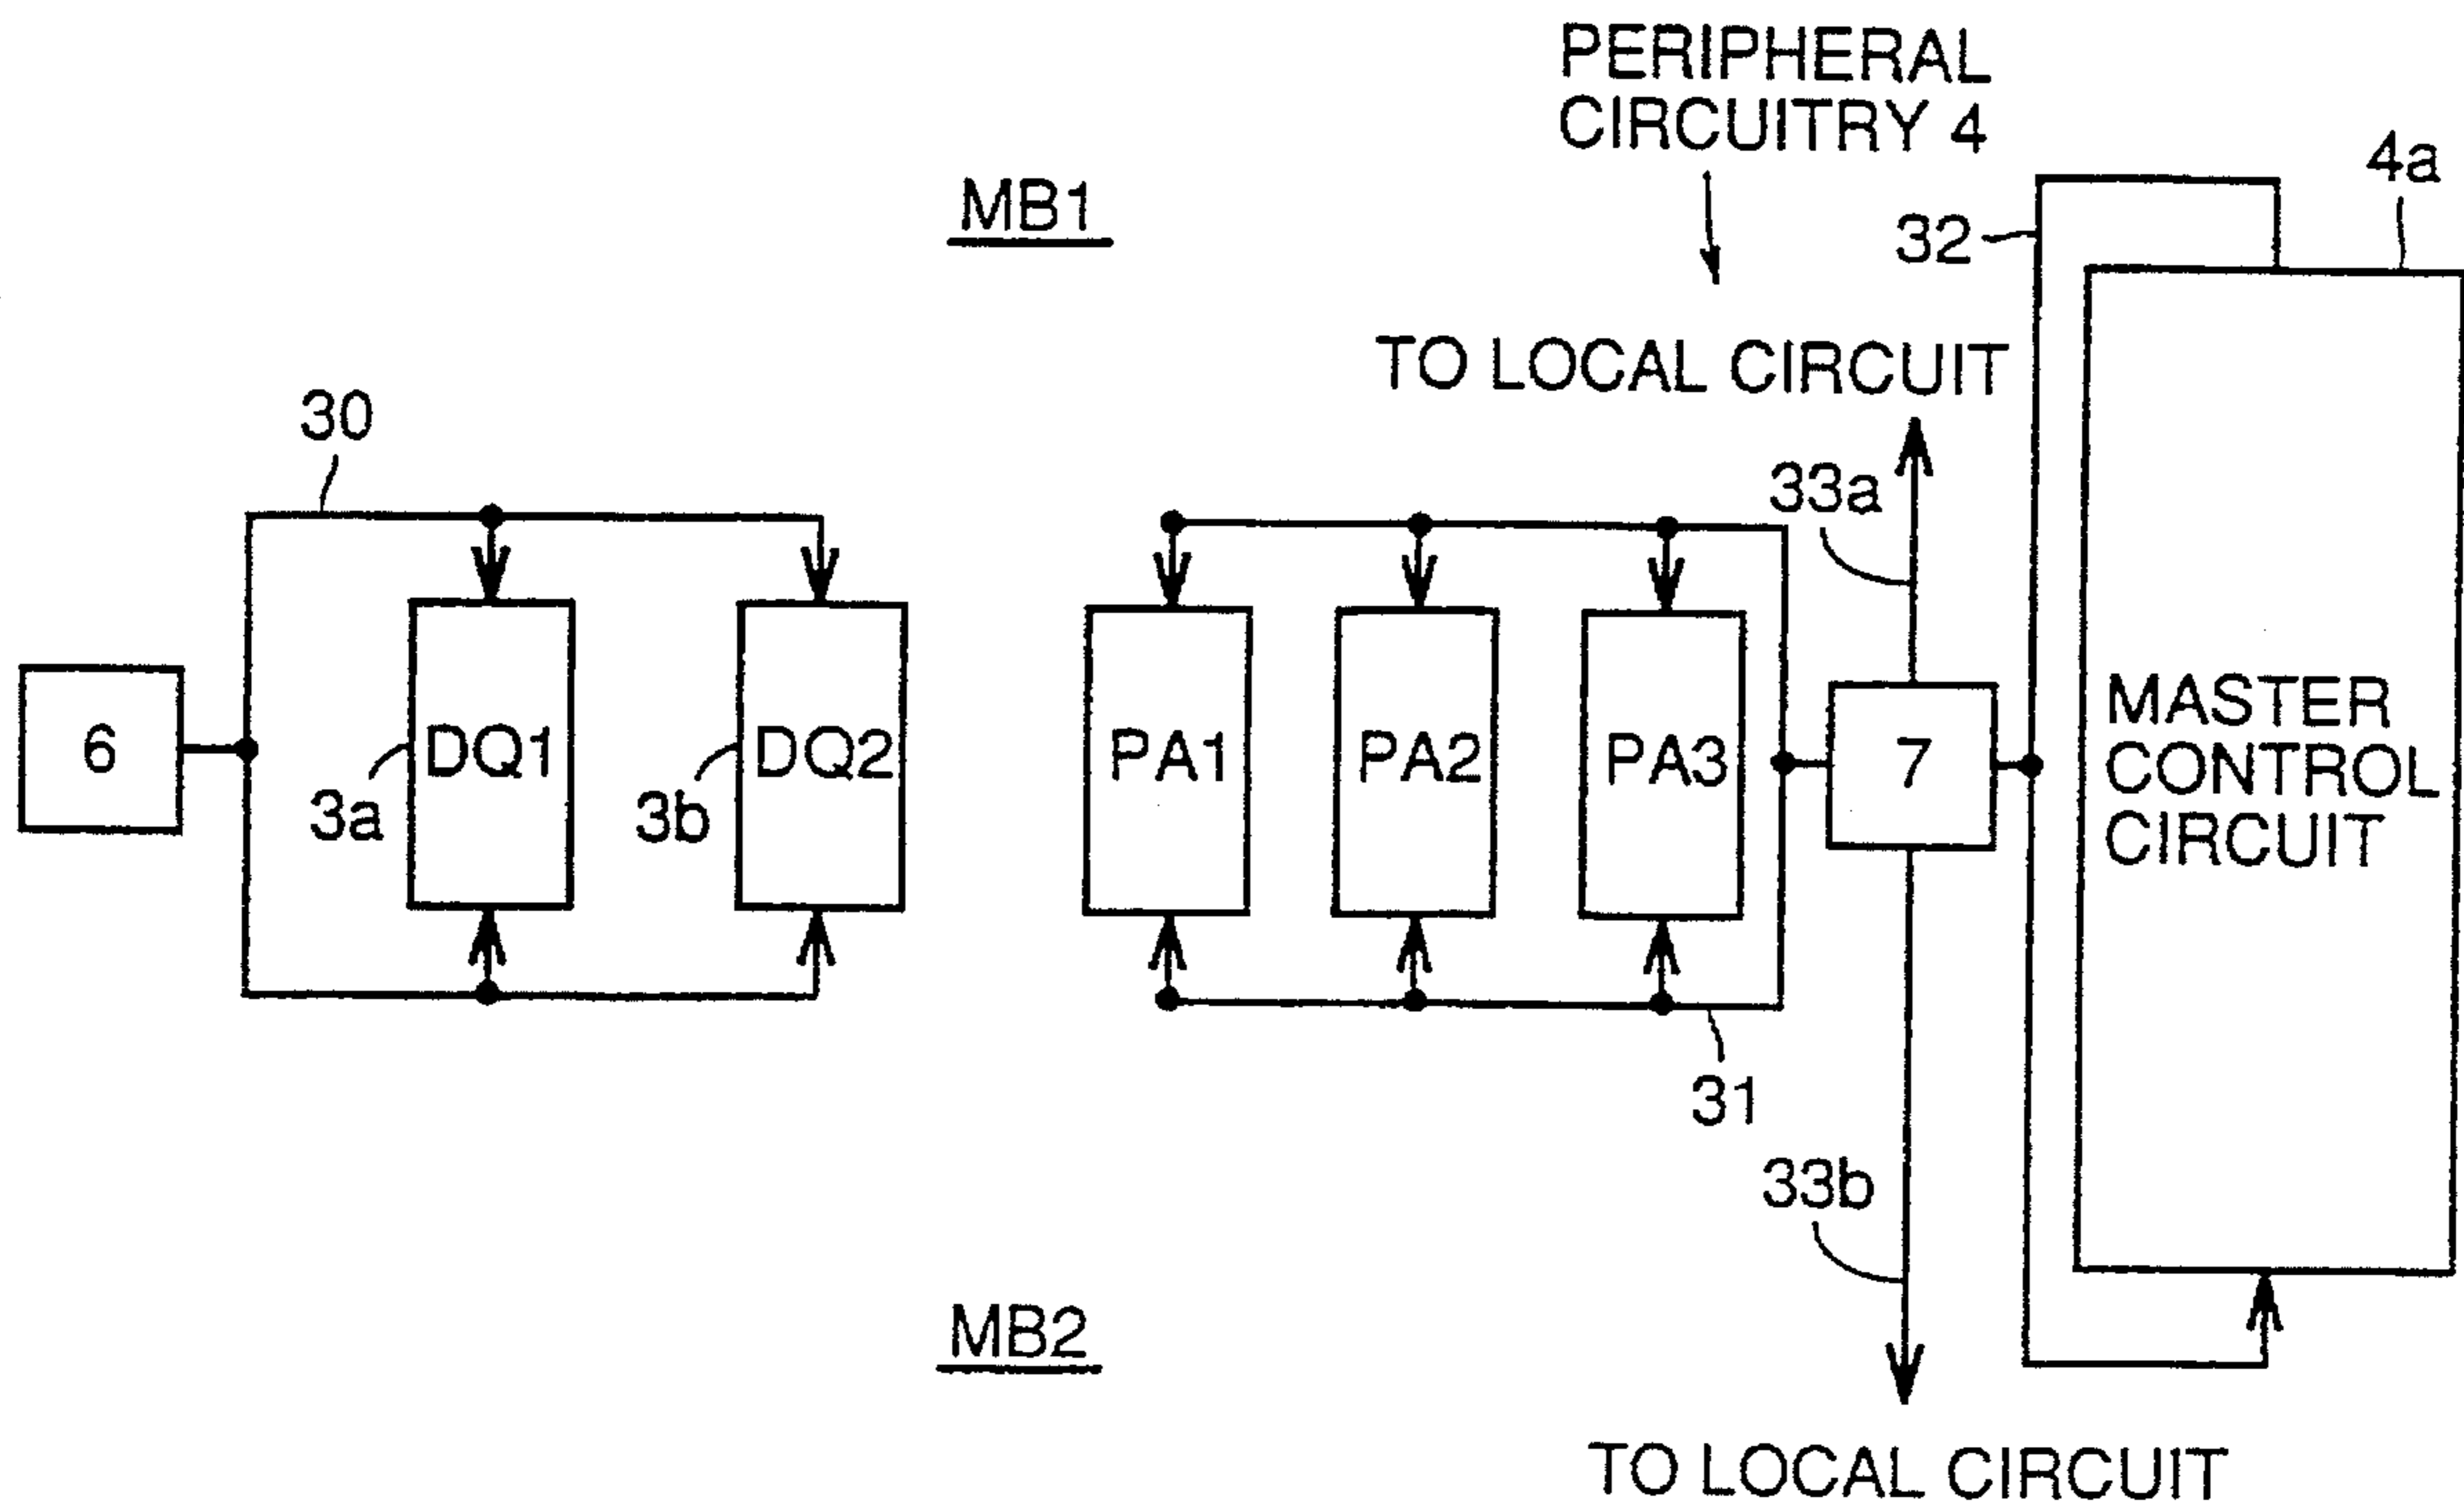 PERIPHERAL
CIRCUITRY 4
4a
MB1
32
TO LOCAL CIRCUIT
30
33a
6
DQ1
DQ2
PA1
PA2
PA3
7
MASTER
CONTROL
CIRCUIT
3a
3b
31
33b
MB2
TO LOCAL CIRCUIT